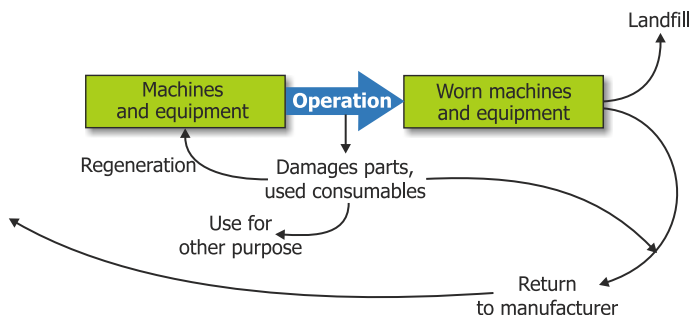 Landfill
Machines
and equipment
Operation
Worn machines
and equipment
Regeneration
Damages parts,
used consumables
Use for
other purpose
Return
to manufacturer